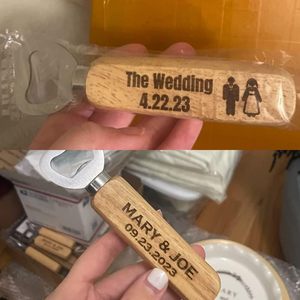 The Wedding
4.22.23
MARY & JOE
09.23.2023